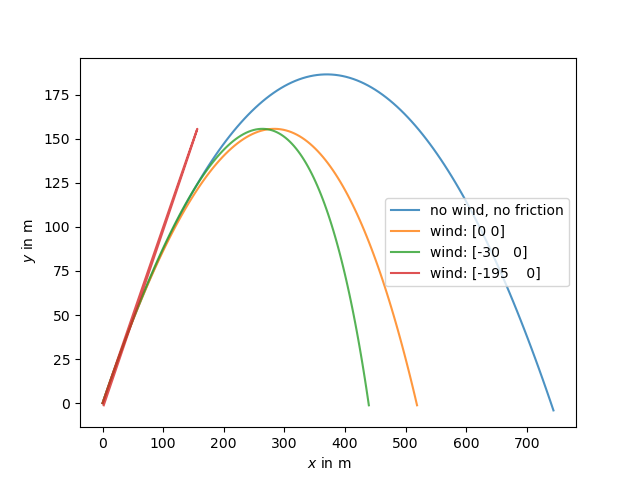 175
150
125
100
75
50
25
0
y in m
no wind, no friction
wind: [0 0]
wind: [-30   0]
wind: [-195    0]
0 100 200 300 400 500 600 700
x in m